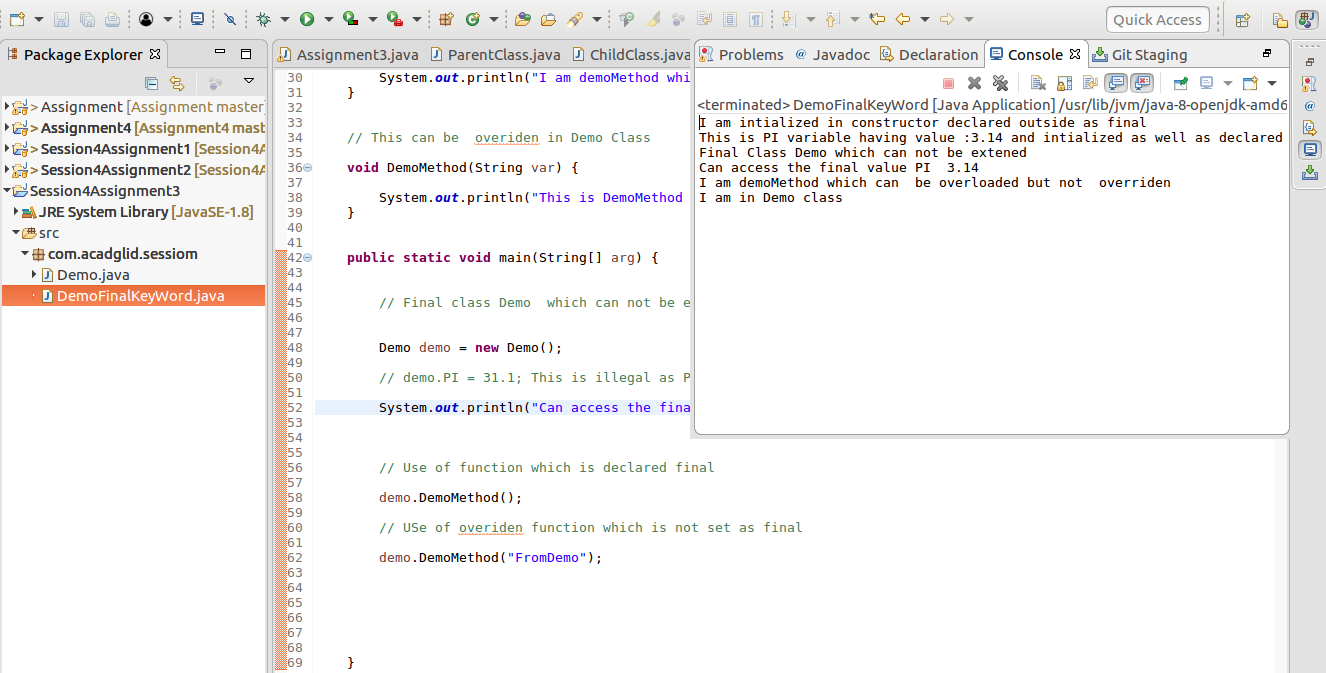 Quick Access
Package Explorer
> Assignment [Assignment master]
> Assignment4 [Assignment4 mast
> Session4Assignment1 [Session4A
> Session4Assignment2 [Session4A
Session4Assignment3
JRE System Library [JavaSE-1.8]
src
com.acadglid.sessiom
Demo.java
DemoFinalKeyWord.java
Assignment3.java ParentClass.java ChildClass.java
30 System.out.println("I am demoMethod whi
31 }
32
33
34 // This can be  overiden in Demo Class
35
36 void DemoMethod(String var) {
37
38 System.out.println("This is DemoMethod
39 }
40
41
42 public static void main(String[] arg) {
43
44
45 // Final class Demo  which can not be e
46
47
48 Demo demo = new Demo();
49
50 // demo.PI = 31.1; This is illegal as P
51
52 System.out.println("Can access the fina
53
54
55
56 // Use of function which is declared final
57
58 demo.DemoMethod();
59
60 // USe of overiden function which is not set as final
61
62 demo.DemoMethod("FromDemo");
63
64
65
66
67
68
69 }
Problems @ Javadoc Declaration Console Git Staging
<terminated> DemoFinalKeyWord [Java Application] /usr/lib/jvm/java-8-openjdk-amd6
I am intialized in constructor declared outside as final
This is PI variable having value :3.14 and intialized as well as declared
Final Class Demo which can not be extened
Can access the final value PI  3.14
I am demoMethod which can  be overloaded but not  overriden
I am in Demo class